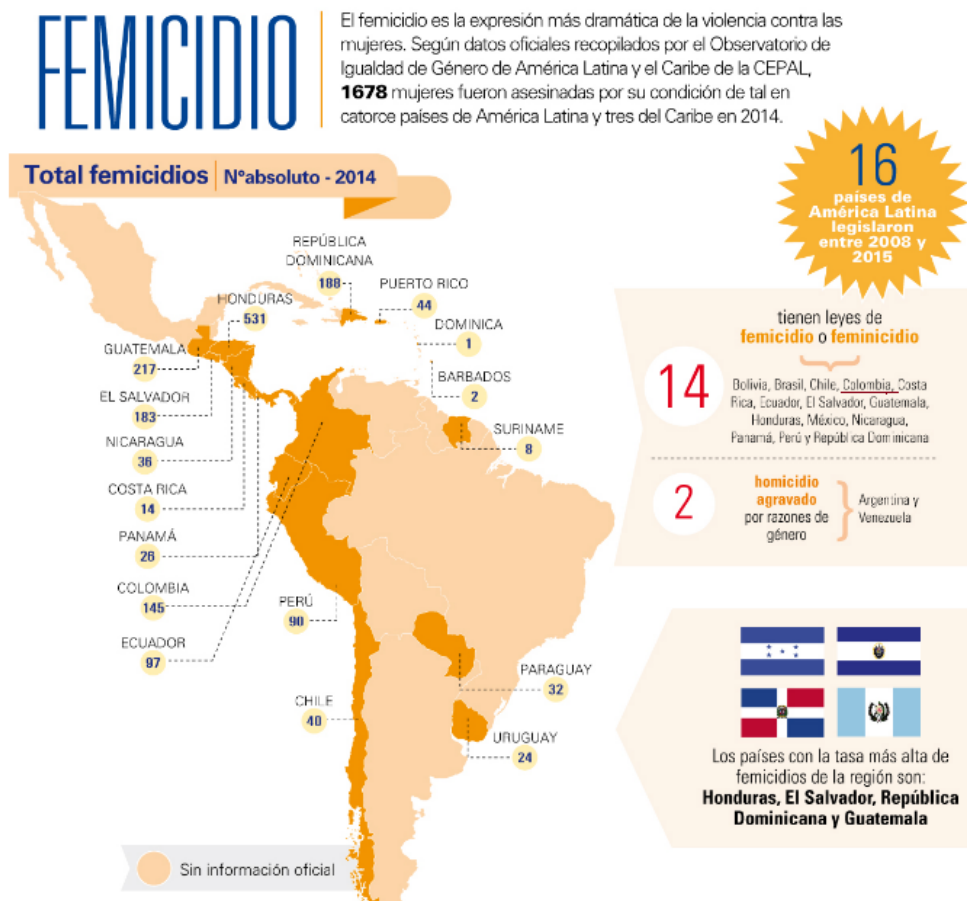 FEMICIDIO
El femicidio es la expresión más dramática de la violencia contra las
mujeres. Según datos oficiales recopilados por el Observatorio de
Igualdad de Género de América Latina y el Caribe de la CEPAL,
1678 mujeres fueron asesinadas por su condición de tal en
catorce países de América Latina y tres del Caribe en 2014.
Total femicidios | N°absoluto - 2014
16
países de
América Latina
legislaron
entre 2008 y
2015
REPÚBLICA
DOMINICANA
188
PUERTO RICO
44
HONDURAS
531
DOMINICA
1
GUATEMALA
217
BARBADOS
2
EL SALVADOR
183
SURINAME
8
NICARAGUA
36
COSTA RICA
14
PANAMÁ
26
COLOMBIA
145
ECUADOR
97
PERÚ
90
CHILE
40
PARAGUAY
32
URUGUAY
24
Sin información oficial
tienen leyes de
femicidio o feminicidio
14
Bolivia, Brasil, Chile, Colombia, Costa
Rica, Ecuador, El Salvador, Guatemala,
Honduras, México, Nicaragua,
Panamá, Perú y República Dominicana
2
homicidio
agravado
por razones de
género
Argentina y
Venezuela
Los países con la tasa más alta de
femicidios de la región son:
Honduras, El Salvador, República
Dominicana y Guatemala